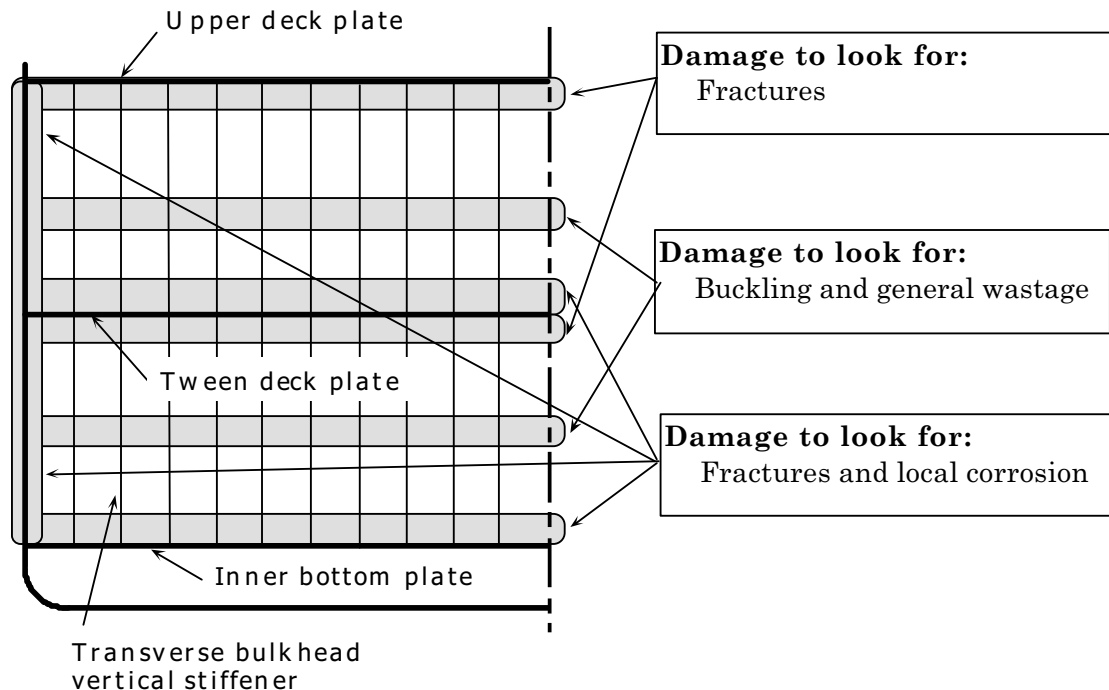 Upper deck plate
Damage to look for:
Fractures
Damage to look for:
Buckling and general wastage
Tween deck plate
Damage to look for:
Fractures and local corrosion
Inner bottom plate
Transverse bulkhead
vertical stiffener